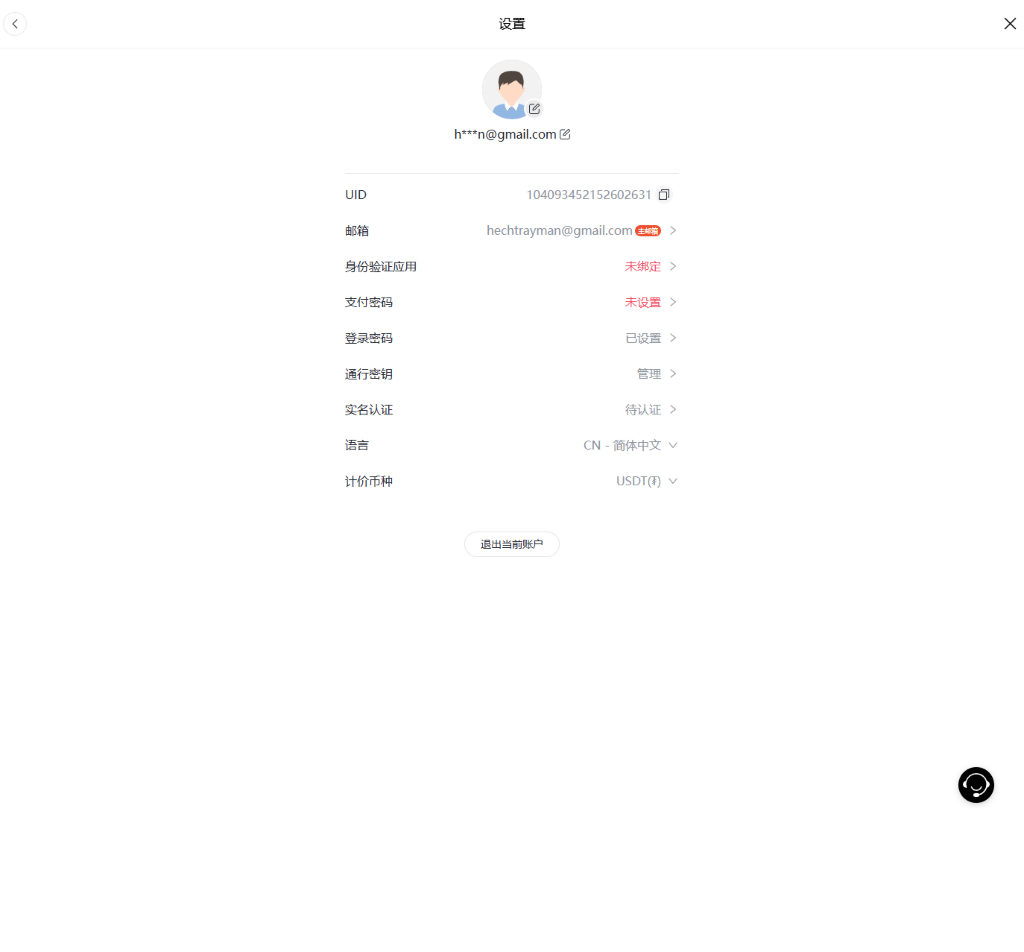 设置
h***n@gmail.com
UID 104093452152602631
邮箱 hechtrayman@gmail.com 主邮箱
身份验证应用 未绑定
支付密码 未设置
登录密码 已设置
通行密钥 管理
实名认证 待认证
语言 CN - 简体中文
计价币种 USDT(₮)
退出当前账户